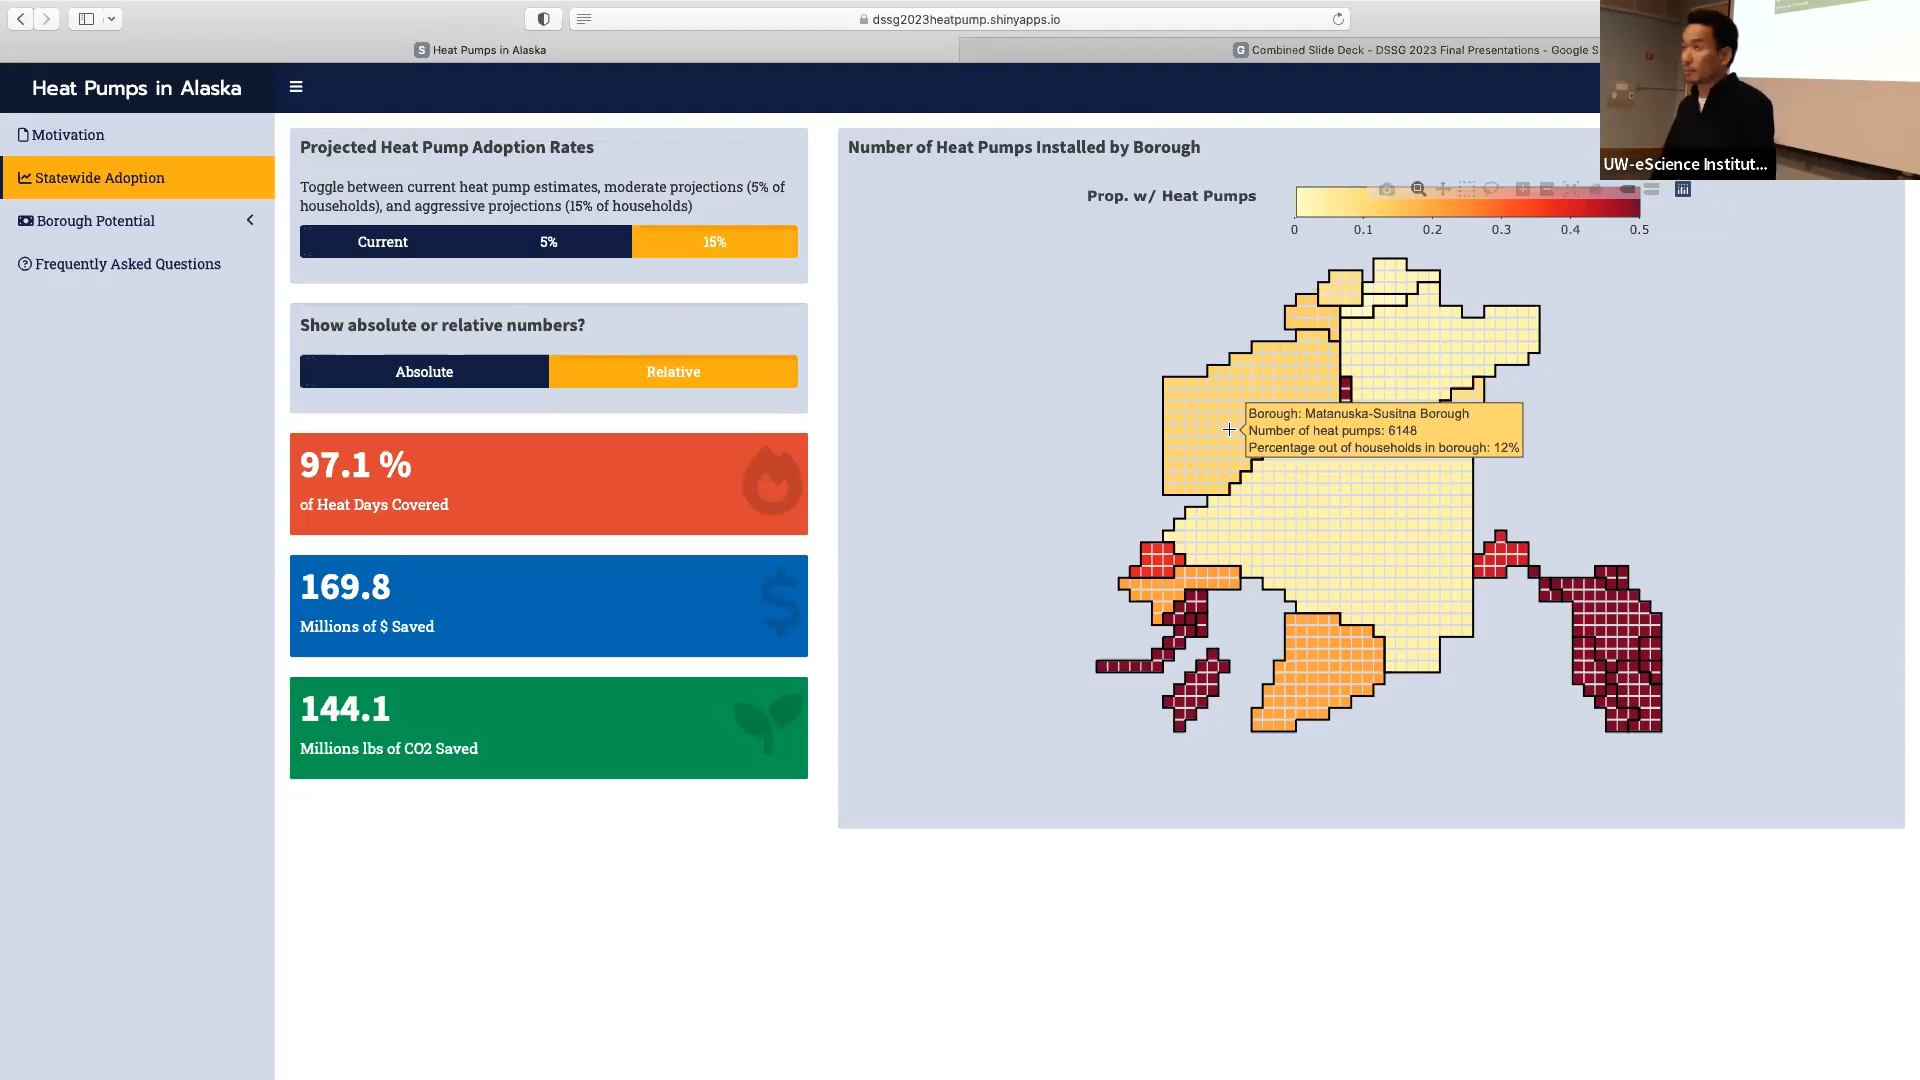 dssg2023heatpump.shinyapps.io
S Heat Pumps in Alaska
G Combined Slide Deck - DSSG 2023 Final Presentations - Google S
Heat Pumps in Alaska
Motivation
Statewide Adoption
Borough Potential
Frequently Asked Questions
Projected Heat Pump Adoption Rates
Toggle between current heat pump estimates, moderate projections (5% of
households), and aggressive projections (15% of households)
Current 5% 15%
Show absolute or relative numbers?
Absolute Relative
97.1 %
of Heat Days Covered
169.8
Millions of $ Saved
144.1
Millions lbs of CO2 Saved
Number of Heat Pumps Installed by Borough
Prop. w/ Heat Pumps
0 0.1 0.2 0.3 0.4 0.5
Borough: Matanuska-Susitna Borough
Number of heat pumps: 6148
Percentage out of households in borough: 12%
UW-eScience Institut...